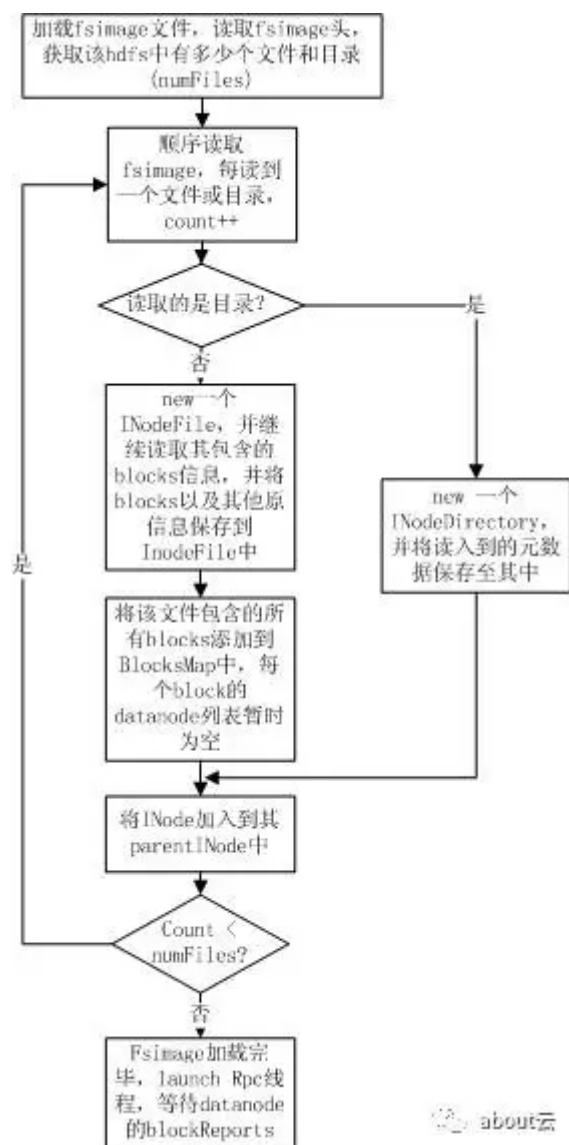 加载fsimage文件，读取fsimage头，
获取该hdfs中有多少个文件和目录
(numFiles)
顺序读取
fsimage，每读到
一个文件或目录，
count++
读取的是目录？
是
否
new一个
INodeFile，并继
续读取其包含的
blocks信息，并将
blocks以及其他原
信息保存到
InodeFile中
new 一个
INodeDirectory，
并将读入到的元数
据保存至其中
是
将该文件包含的所
有blocks添加到
BlocksMap中，每
个block的
datanode列表暂时
为空
将INode加入到其
parentINode中
Count <
numFiles?
否
Fsimage加载完
毕，launch Rpc线
程，等待datanode
的blockReports
about云